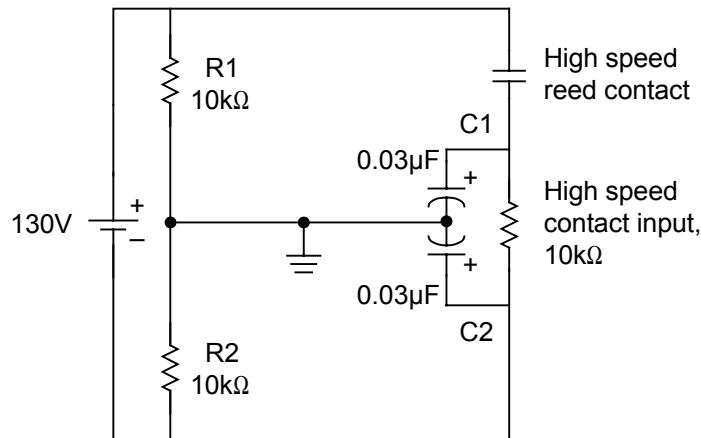 R1
10kΩ
High speed
reed contact
C1
0.03μF
+
130V
+
−
High speed
contact input,
10kΩ
+
0.03μF
C2
R2
10kΩ